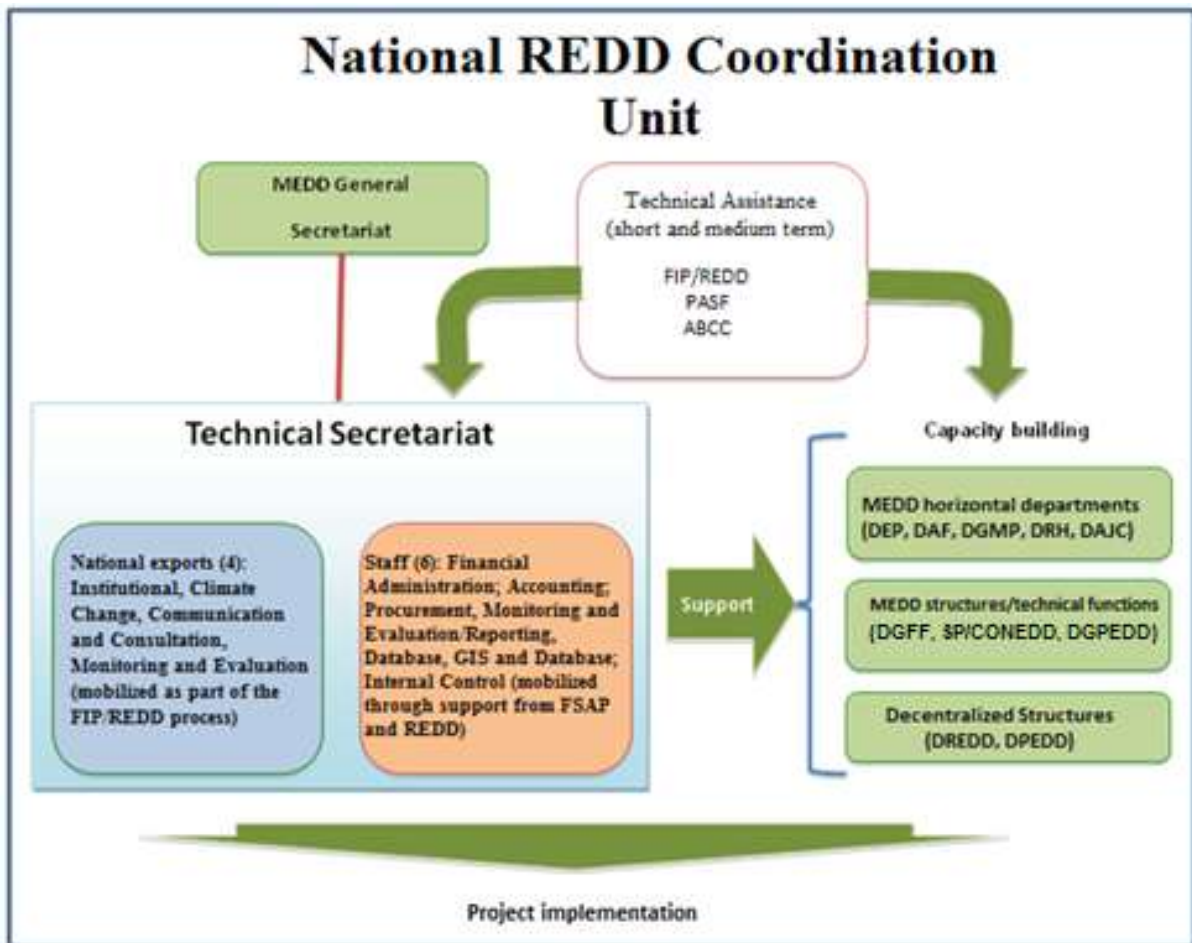 National REDD Coordination
Unit
MEDD General
Secretariat
Technical Assistance
(short and medium term)
FIP/REDD
PASF
ABCC
Technical Secretariat
National exports (4):
Institutional, Climate
Change, Communication
and Consultation,
Monitoring and Evaluation
(mobilized as part of the
FIP/REDD process)
Staff (6): Financial
Administration; Accounting;
Procurement, Monitoring and
Evaluation/Reporting,
Database, GIS and Database;
Internal Control (mobilized
through support from FSAP
and REDD)
Support
Capacity building
MEDD horizontal departments
(DEP, DAF, DGMP, DRH, DAJC)
MEDD structures/technical functions
(DGFF, SP/CONEDD, DGPEDD)
Decentralized Structures
(DREDD, DPEDD)
Project implementation